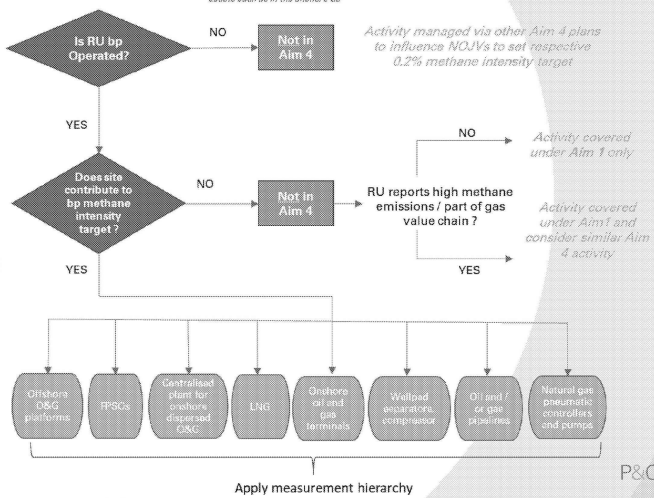 Is RU bp
Operated?
NO
Not in
Aim 4
Activity managed via other Aim 4 plans
to influence NOJVs to set respective
0.2% methane intensity target
YES
Does site
contribute to
bp methane
intensity
target ?
NO
Not in
Aim 4
RU reports high methane
emissions / part of gas
value chain ?
NO
Activity covered
under Aim 1 only
YES
Activity covered
under Aim1 and
consider similar Aim
4 activity
YES
Offshore
O&G
platforms
FPSOs
Centralised
plant for
onshore
dispersed
O&G
LNG
Onshore
oil and
gas
terminals
Wellpad
separators,
compressor
Oil and /
or gas
pipelines
Natural gas
pneumatic
controllers
and pumps
Apply measurement hierarchy